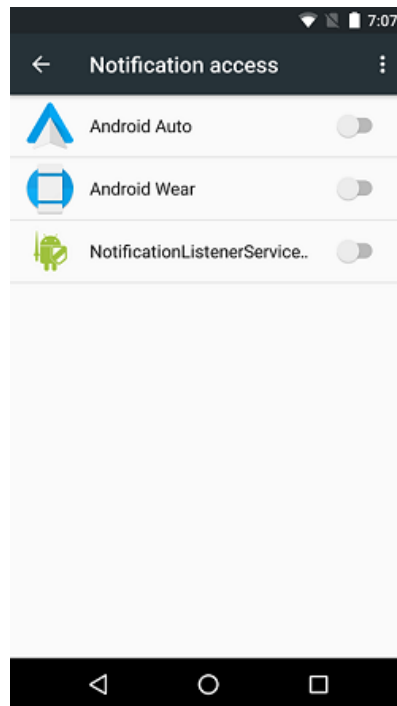 7:07
Notification access
Android Auto
Android Wear
NotificationListenerService..